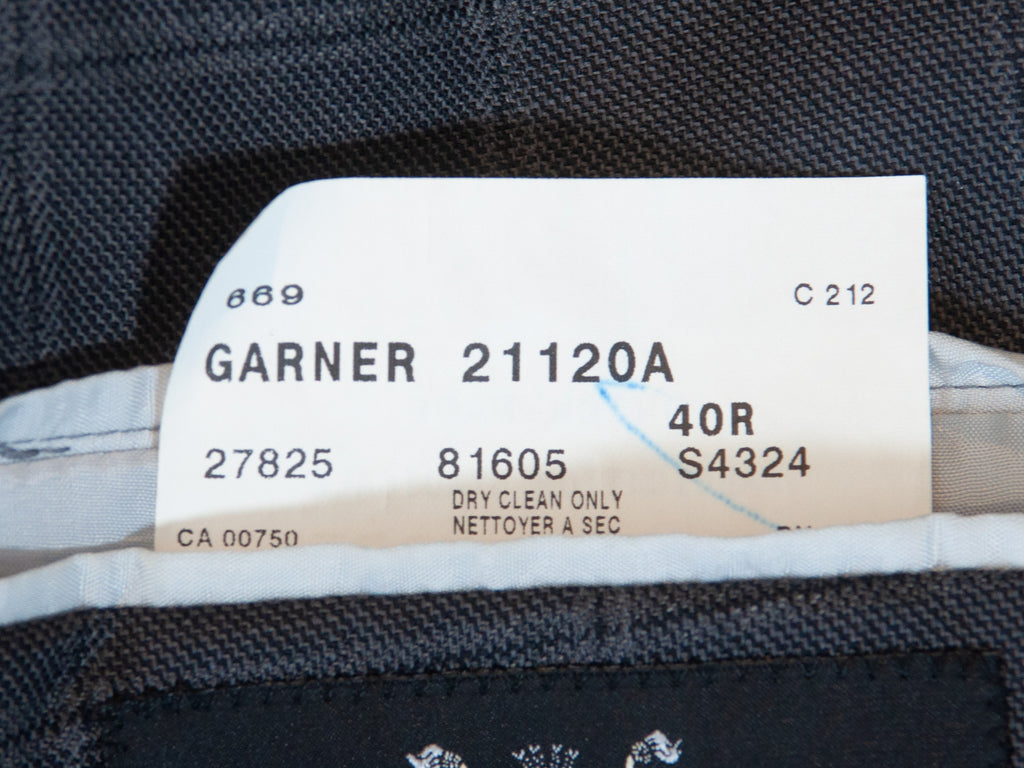 669 C 212
GARNER 21120A
40R
27825 81605 S4324
DRY CLEAN ONLY
NETTOYER A SEC
CA 00750